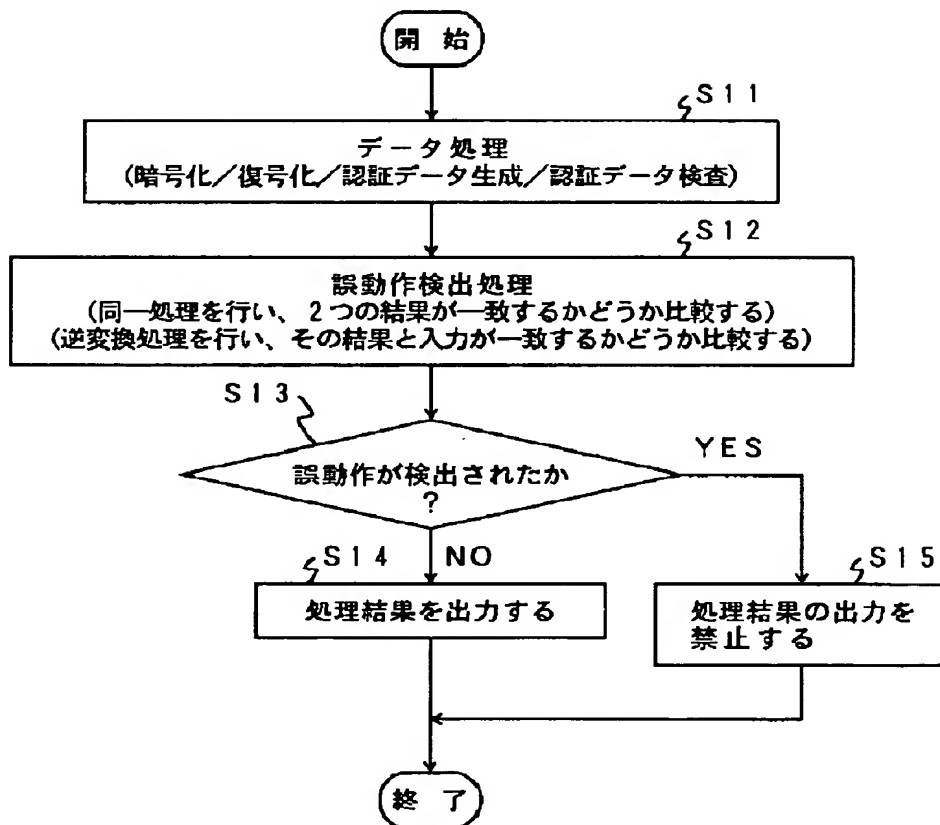 開始
S11
データ処理
(暗号化／復号化／認証データ生成／認証データ検査)
S12
誤動作検出処理
(同一処理を行い、2つの結果が一致するかどうか比較する)
(逆変換処理を行い、その結果と入力が一致するかどうか比較する)
S13
誤動作が検出されたか
?
YES
NO
S14
処理結果を出力する
S15
処理結果の出力を
禁止する
終了